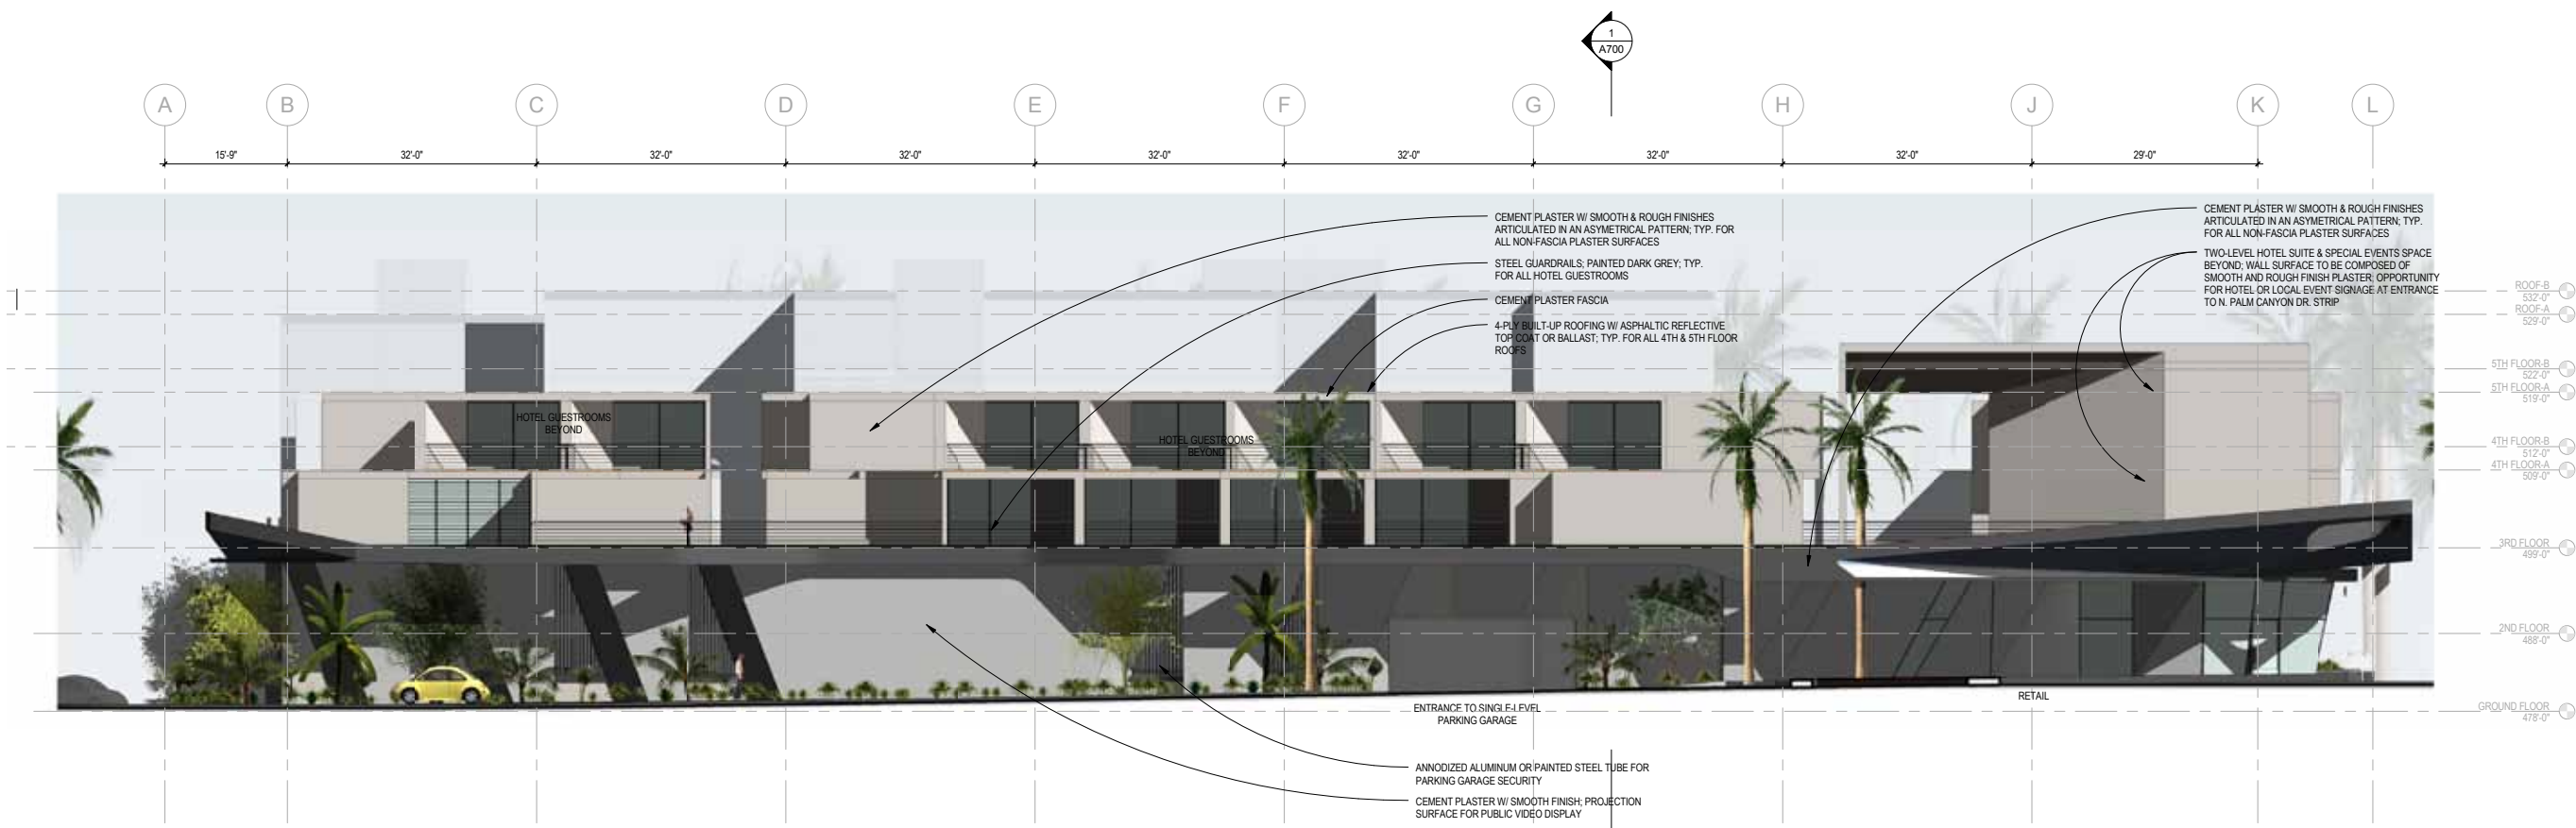 1
A700
A
B
C
D
E
F
G
H
J
K
L
15'-9"
32'-0"
32'-0"
32'-0"
32'-0"
32'-0"
32'-0"
32'-0"
29'-0"
CEMENT PLASTER W/ SMOOTH & ROUGH FINISHES
ARTICULATED IN AN ASYMETRICAL PATTERN; TYP. FOR
ALL NON-FASCIA PLASTER SURFACES
STEEL GUARDRAILS; PAINTED DARK GREY; TYP.
FOR ALL HOTEL GUESTROOMS
CEMENT PLASTER FASCIA
4-PLY BUILT-UP ROOFING W/ ASPHALTIC REFLECTIVE
TOP COAT OR BALLAST; TYP. FOR ALL 4TH & 5TH FLOOR
ROOFS
CEMENT PLASTER W/ SMOOTH & ROUGH FINISHES
ARTICULATED IN AN ASYMETRICAL PATTERN; TYP.
FOR ALL NON-FASCIA PLASTER SURFACES
TWO-LEVEL HOTEL SUITE & SPECIAL EVENTS SPACE
BEYOND; WALL SURFACE TO BE COMPOSED OF
SMOOTH AND ROUGH FINISH PLASTER; OPPORTUNITY
FOR HOTEL OR LOCAL EVENT SIGNAGE AT ENTRANCE
TO N. PALM CANYON DR. STRIP
ROOF-B
532'-0"
ROOF-A
529'-0"
5TH FLOOR-B
522'-0"
5TH FLOOR-A
519'-0"
4TH FLOOR-B
512'-0"
4TH FLOOR-A
509'-0"
3RD FLOOR
499'-0"
2ND FLOOR
488'-0"
GROUND FLOOR
478'-0"
HOTEL GUESTROOMS
BEYOND
HOTEL GUESTROOMS
BEYOND
RETAIL
ENTRANCE TO SINGLE-LEVEL
PARKING GARAGE
ANNODIZED ALUMINUM OR PAINTED STEEL TUBE FOR
PARKING GARAGE SECURITY
CEMENT PLASTER W/ SMOOTH FINISH; PROJECTION
SURFACE FOR PUBLIC VIDEO DISPLAY